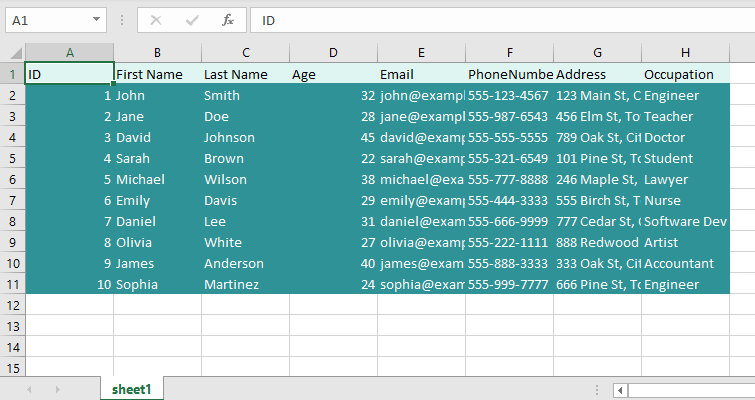 A1 fx ID
A B C D E F G H
1 ID First Name Last Name Age Email PhoneNumbe Address Occupation
2 1 John Smith 32 john@exampl 555-123-4567 123 Main St, C Engineer
3 2 Jane Doe 28 jane@exampl 555-987-6543 456 Elm St, To Teacher
4 3 David Johnson 45 david@examp 555-555-5555 789 Oak St, Cit Doctor
5 4 Sarah Brown 22 sarah@examp 555-321-6549 101 Pine St, To Student
6 5 Michael Wilson 38 michael@exa 555-777-8888 246 Maple St, Lawyer
7 6 Emily Davis 29 emily@examp 555-444-3333 555 Birch St, T Nurse
8 7 Daniel Lee 31 daniel@exam 555-666-9999 777 Cedar St, Software Dev
9 8 Olivia White 27 olivia@examp 555-222-1111 888 Redwood Artist
10 9 James Anderson 40 james@exam 555-888-3333 333 Oak St, Cit Accountant
11 10 Sophia Martinez 24 sophia@exam 555-999-7777 666 Pine St, To Engineer
12
13
14
15
sheet1